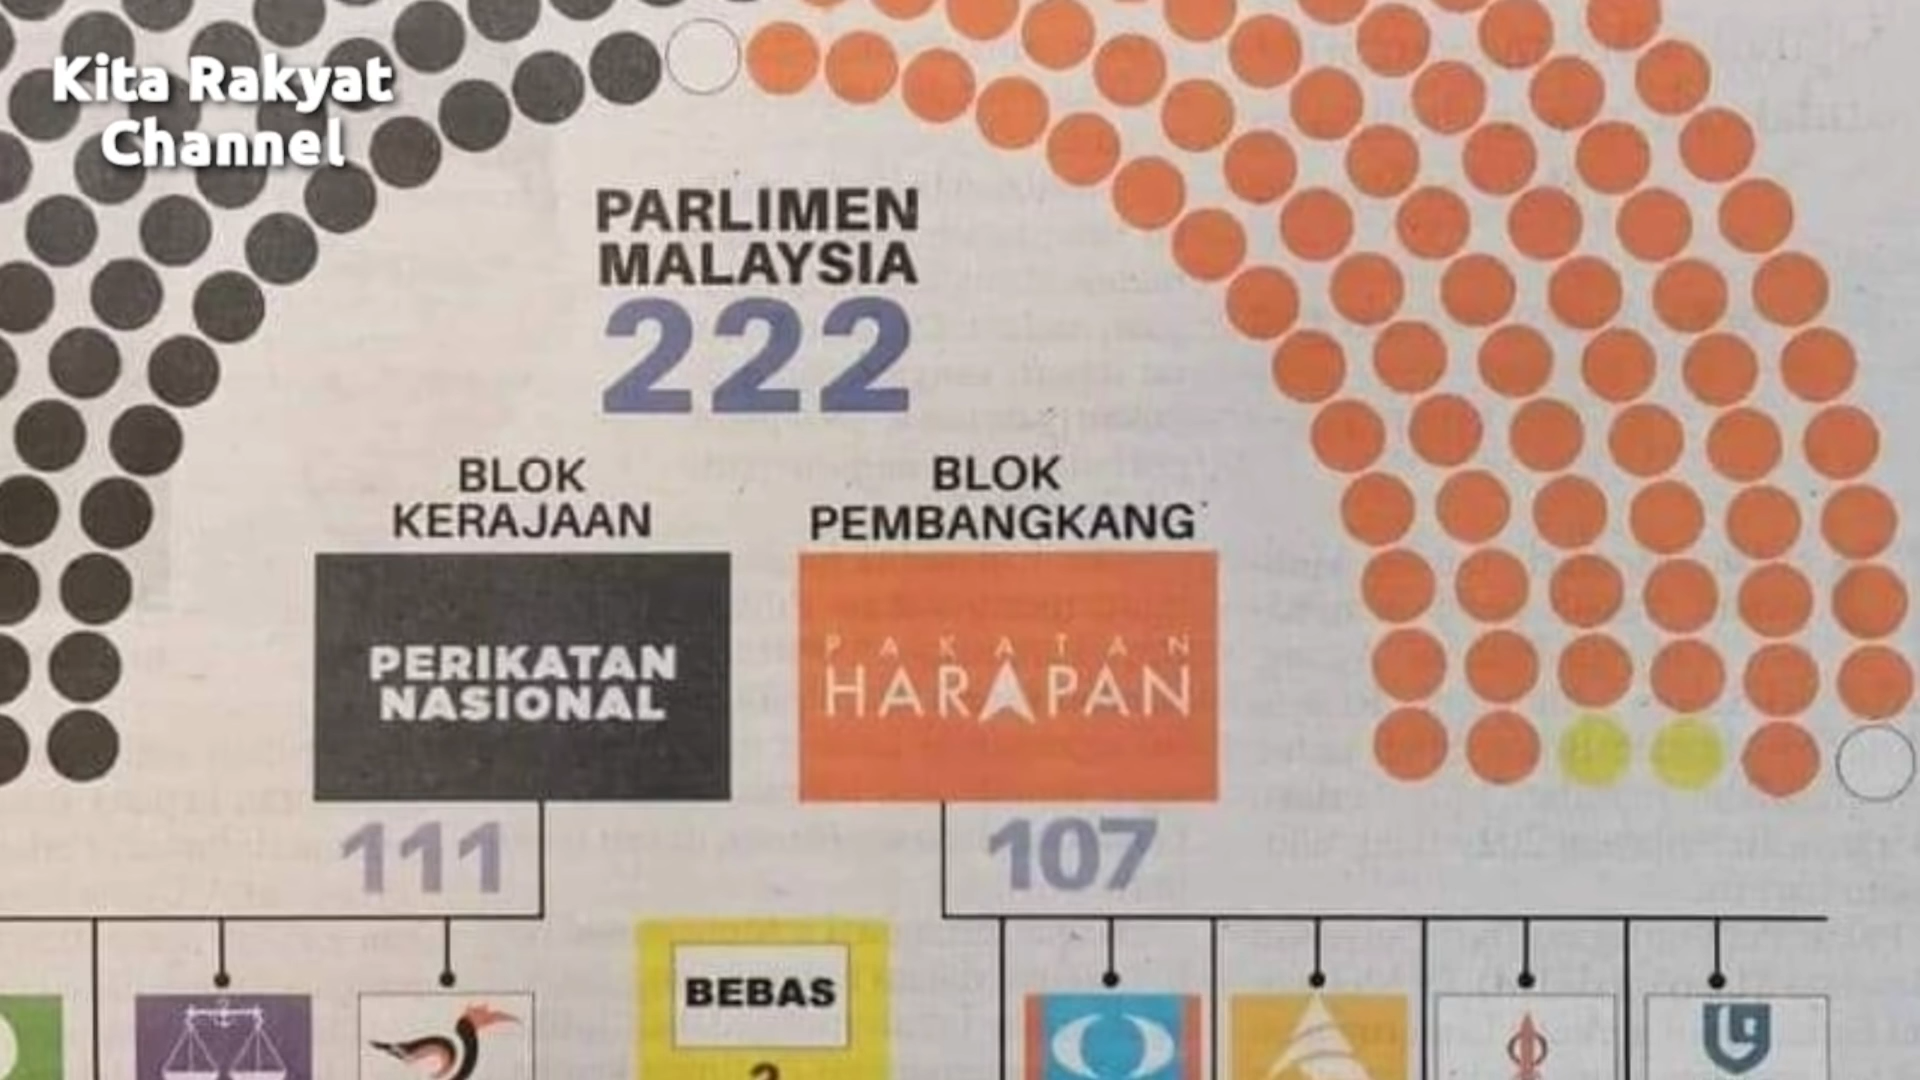 Kita Rakyat
Channel
PARLIMEN
MALAYSIA
222
BLOK
KERAJAAN
BLOK
PEMBANGKANG
PERIKATAN
NASIONAL
PAKATAN
HARAPAN
111
107
BEBAS